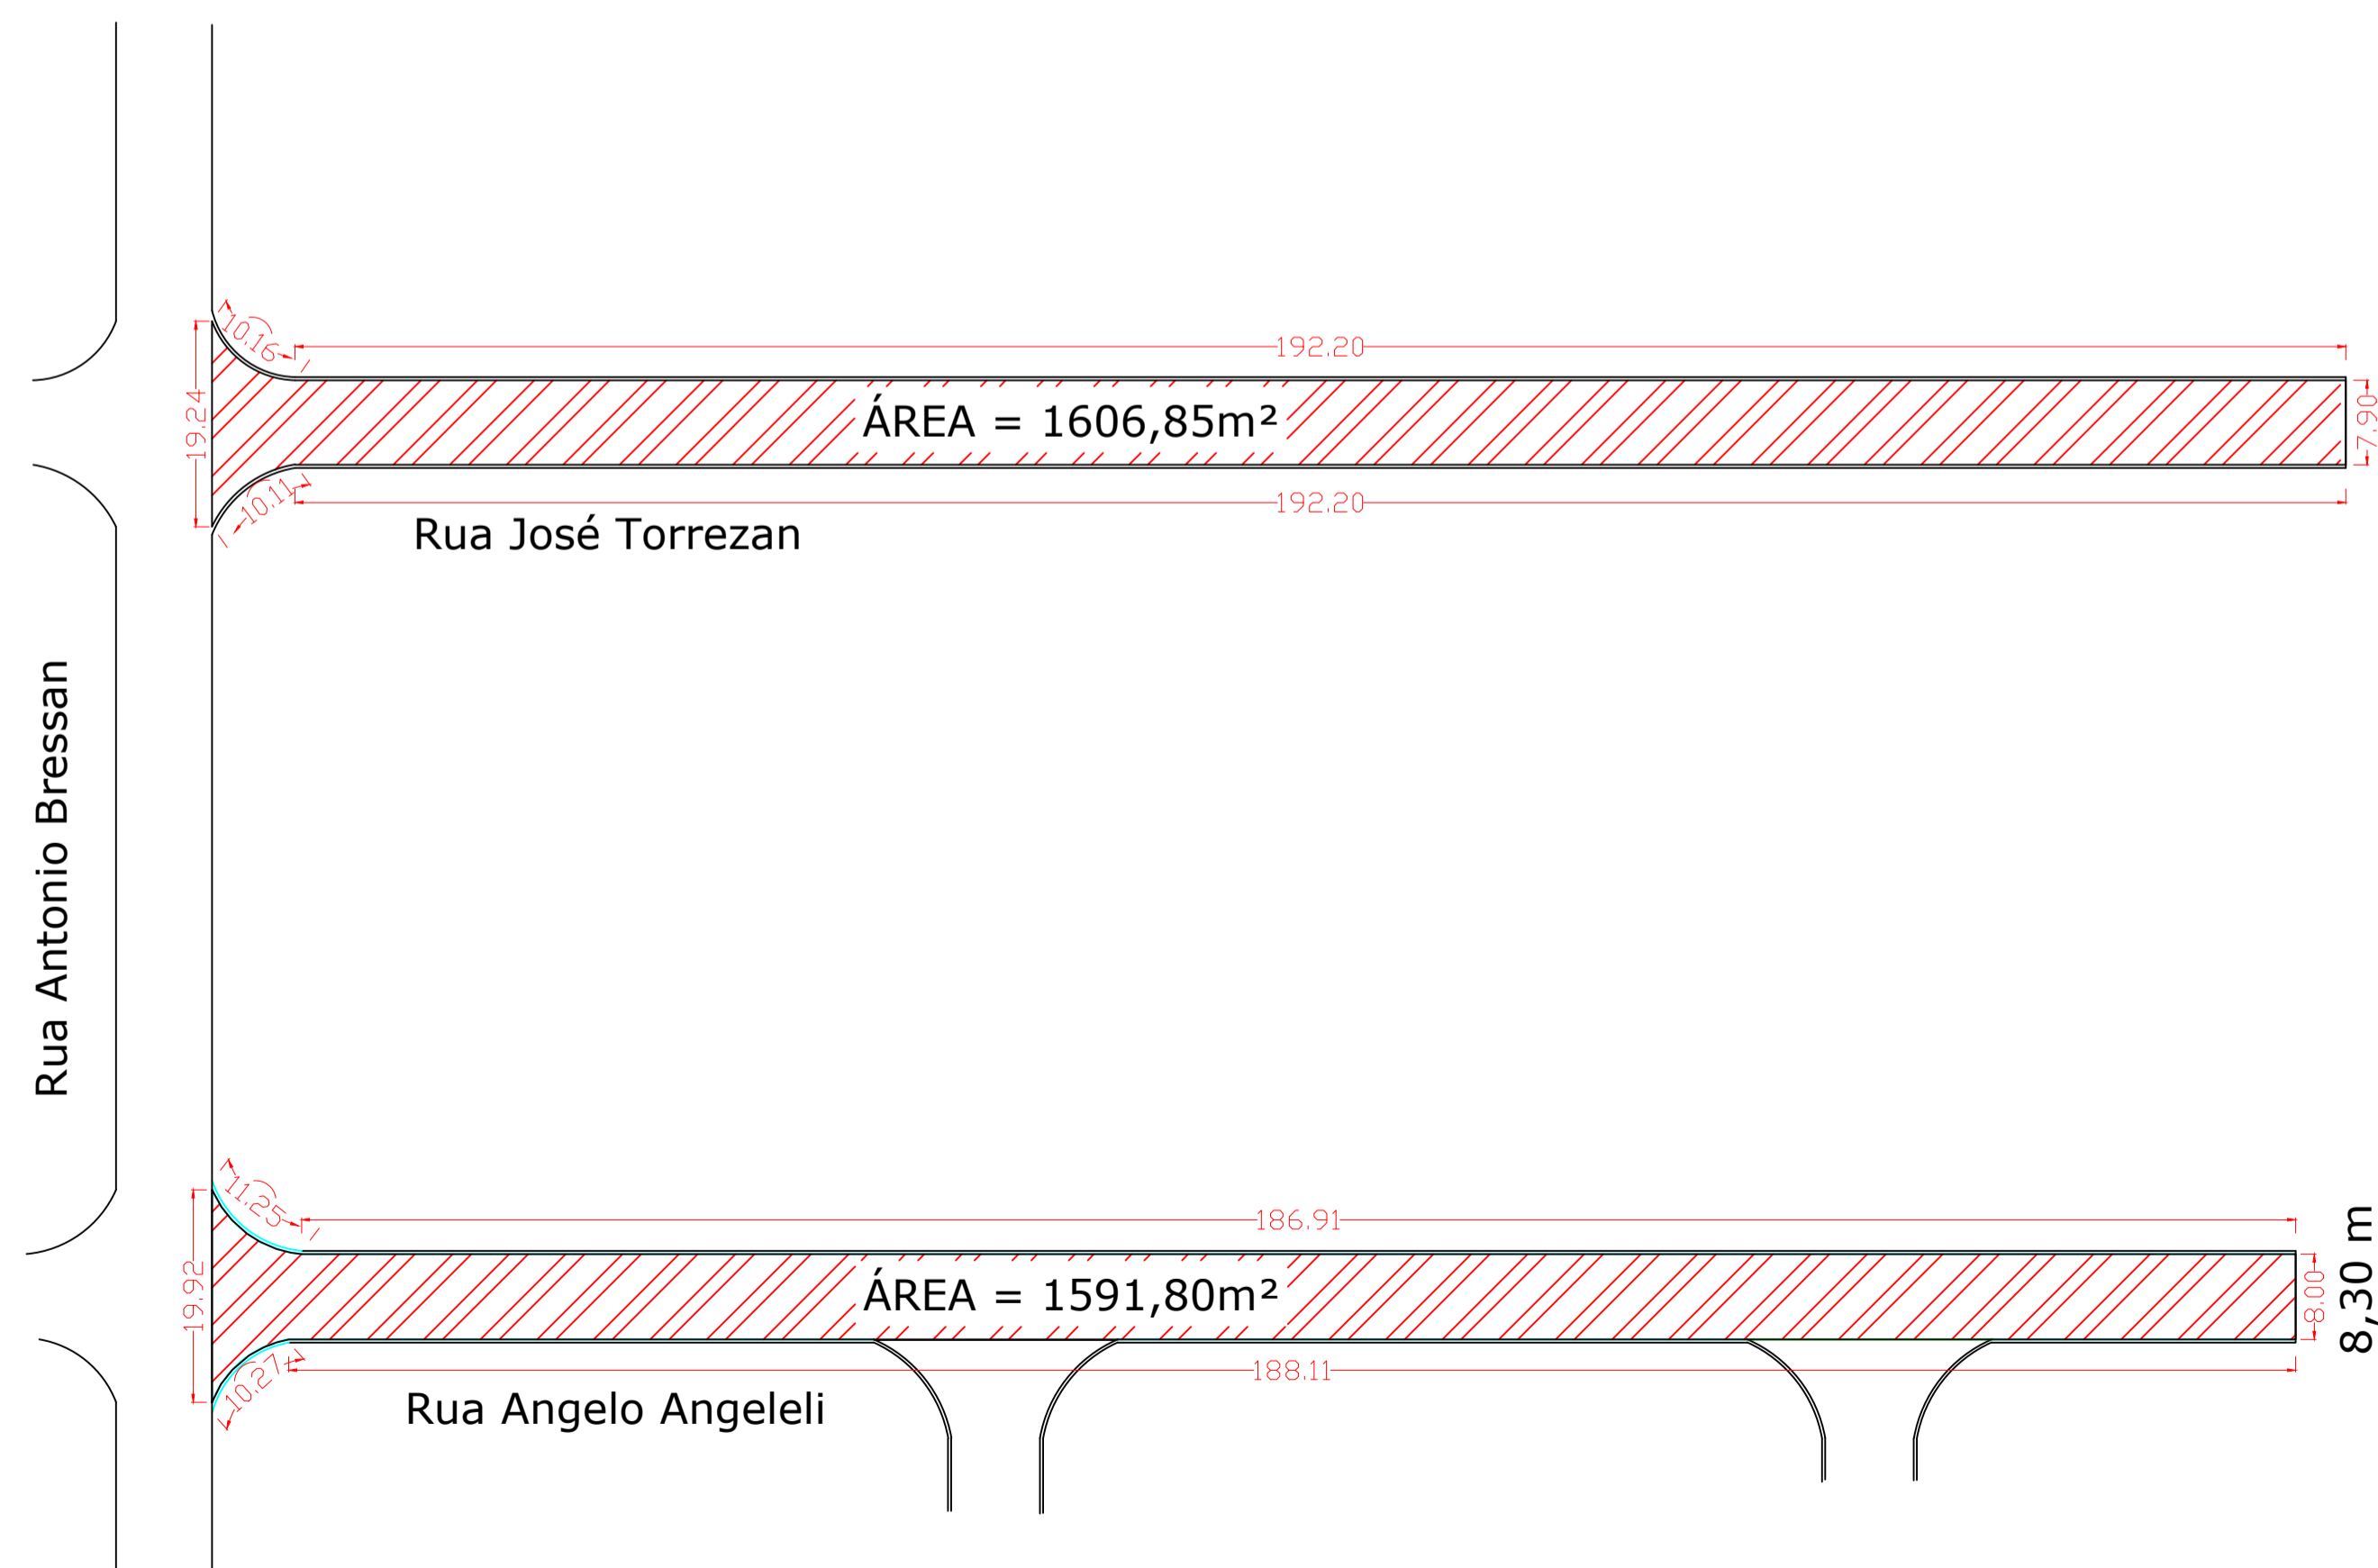 10.16
192.20
19.24
ÁREA = 1606,85m²
7.90
10.11
192.20
Rua José Torrezan
Rua Antonio Bressan
11.25
186.91
19.92
ÁREA = 1591,80m²
8.00
8,30 m
10.27
188.11
Rua Angelo Angeleli